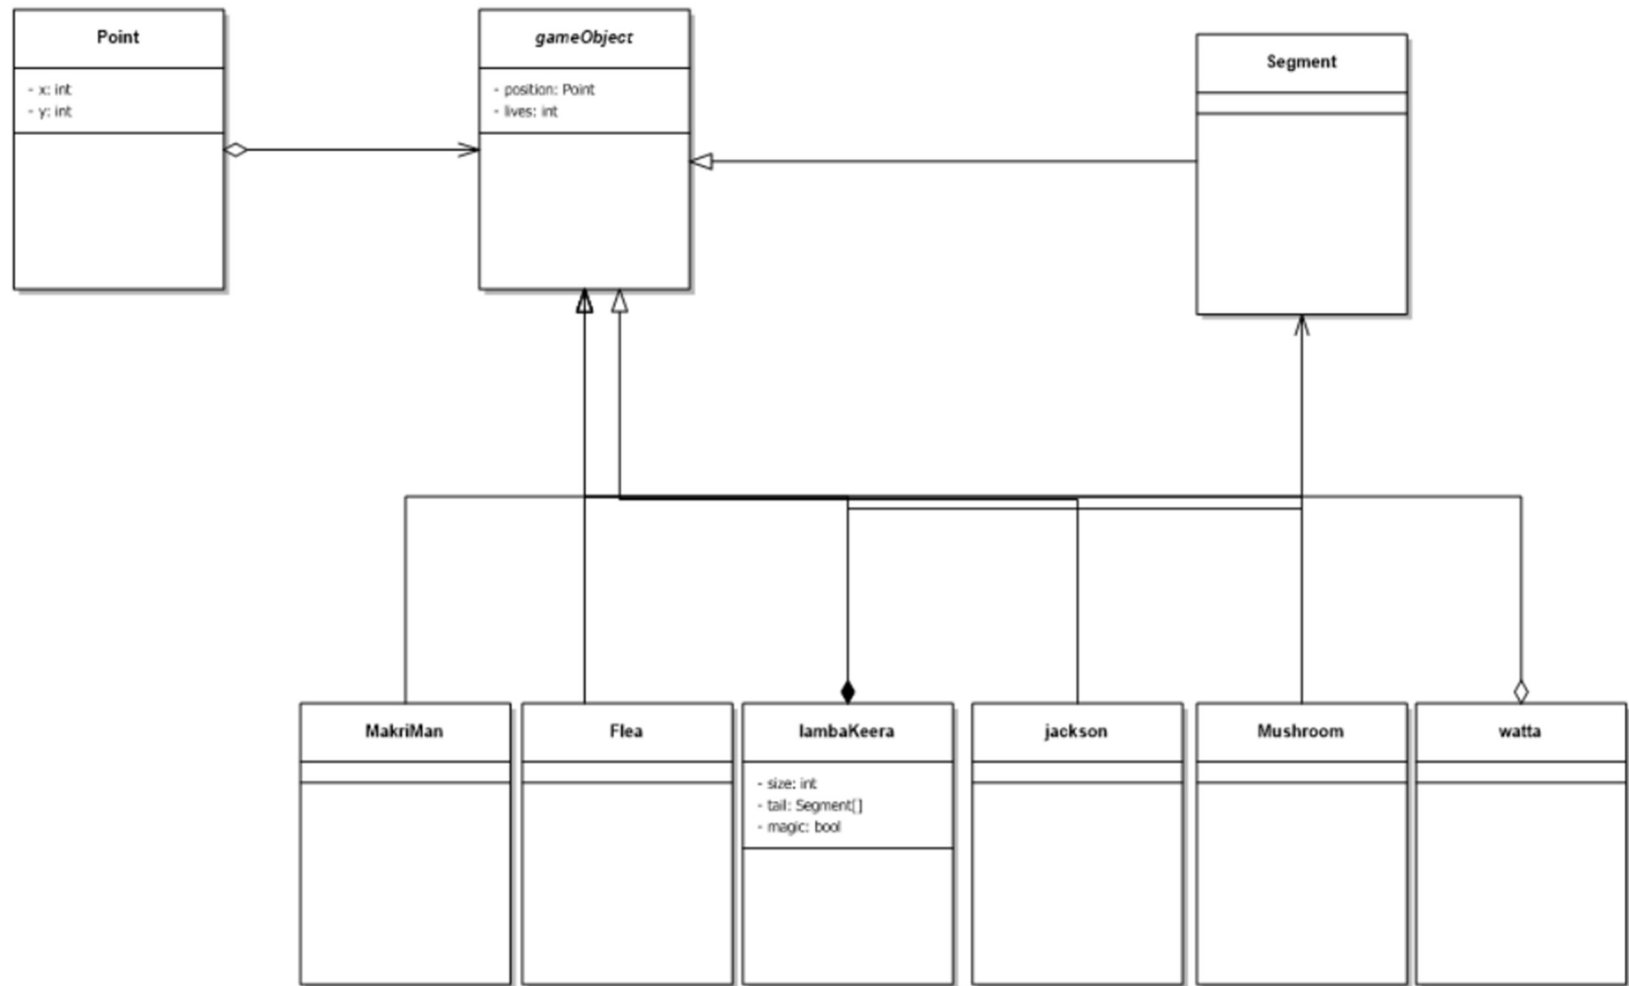 Point
- x: int
- y: int
gameObject
- position: Point
- lives: int
Segment
MakriMan
Flea
lambaKeera
- size: int
- tail: Segment[]
- magic: bool
jackson
Mushroom
watta